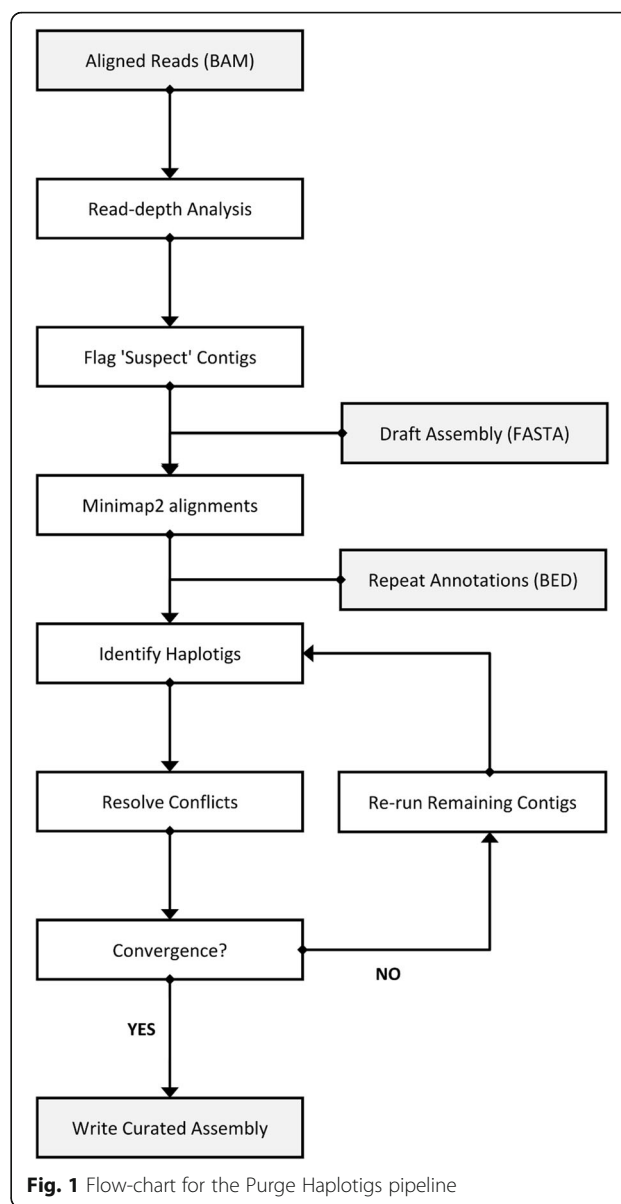 Aligned Reads (BAM)
Read-depth Analysis
Flag 'Suspect' Contigs
Draft Assembly (FASTA)
Minimap2 alignments
Repeat Annotations (BED)
Identify Haplotigs
Resolve Conflicts
Re-run Remaining Contigs
Convergence?
NO
YES
Write Curated Assembly
Fig. 1 Flow-chart for the Purge Haplotigs pipeline